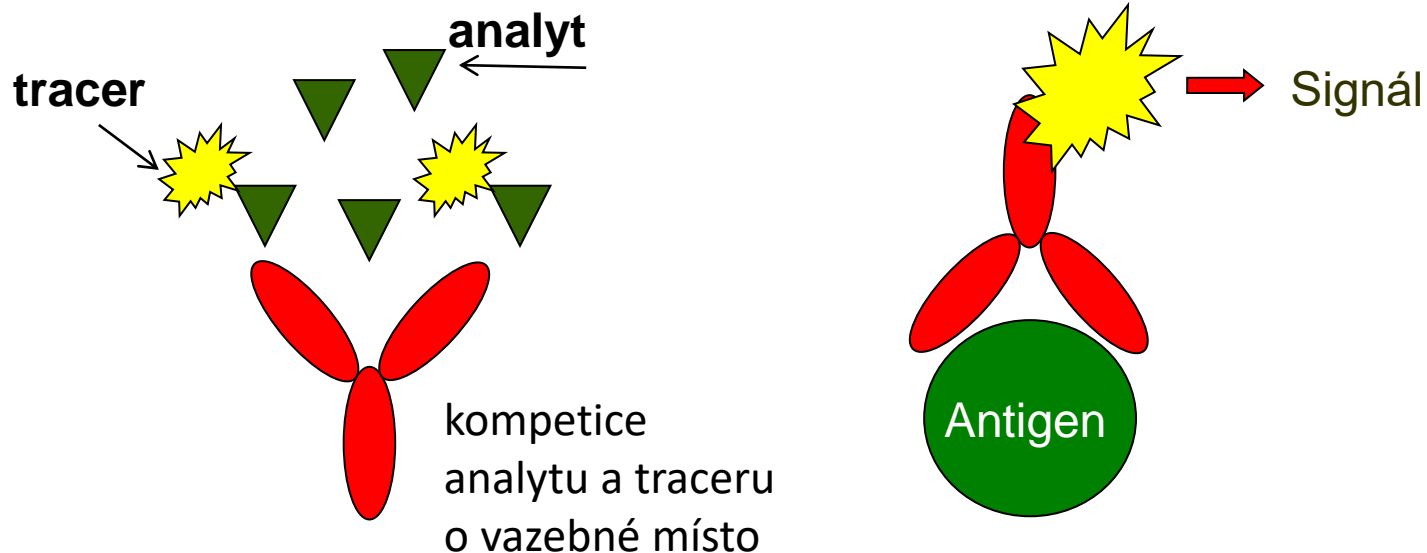 analyt
tracer
Signál
Antigen
kompetice
analytu a traceru
o vazebné místo